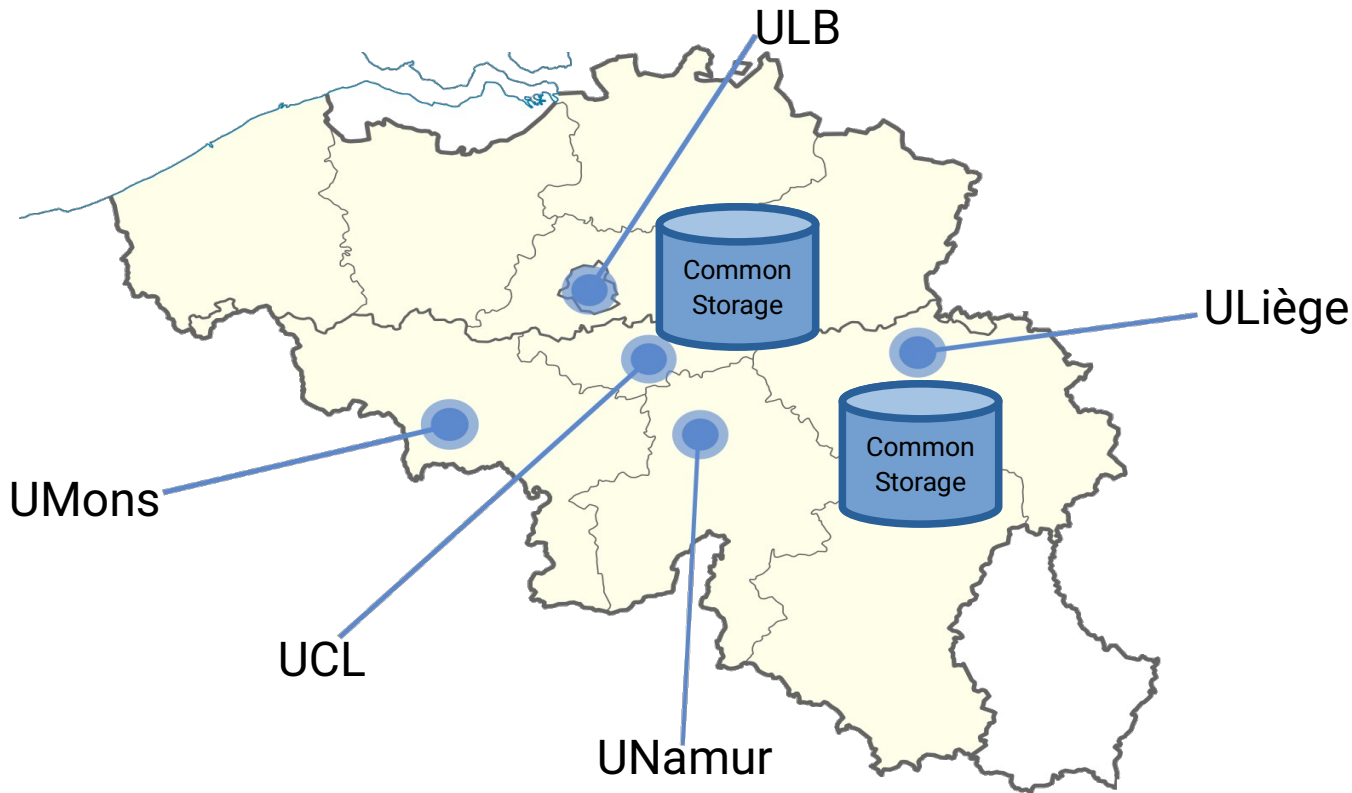 ULB
Common
Storage
ULiège
Common
Storage
UMons
UCL
UNamur